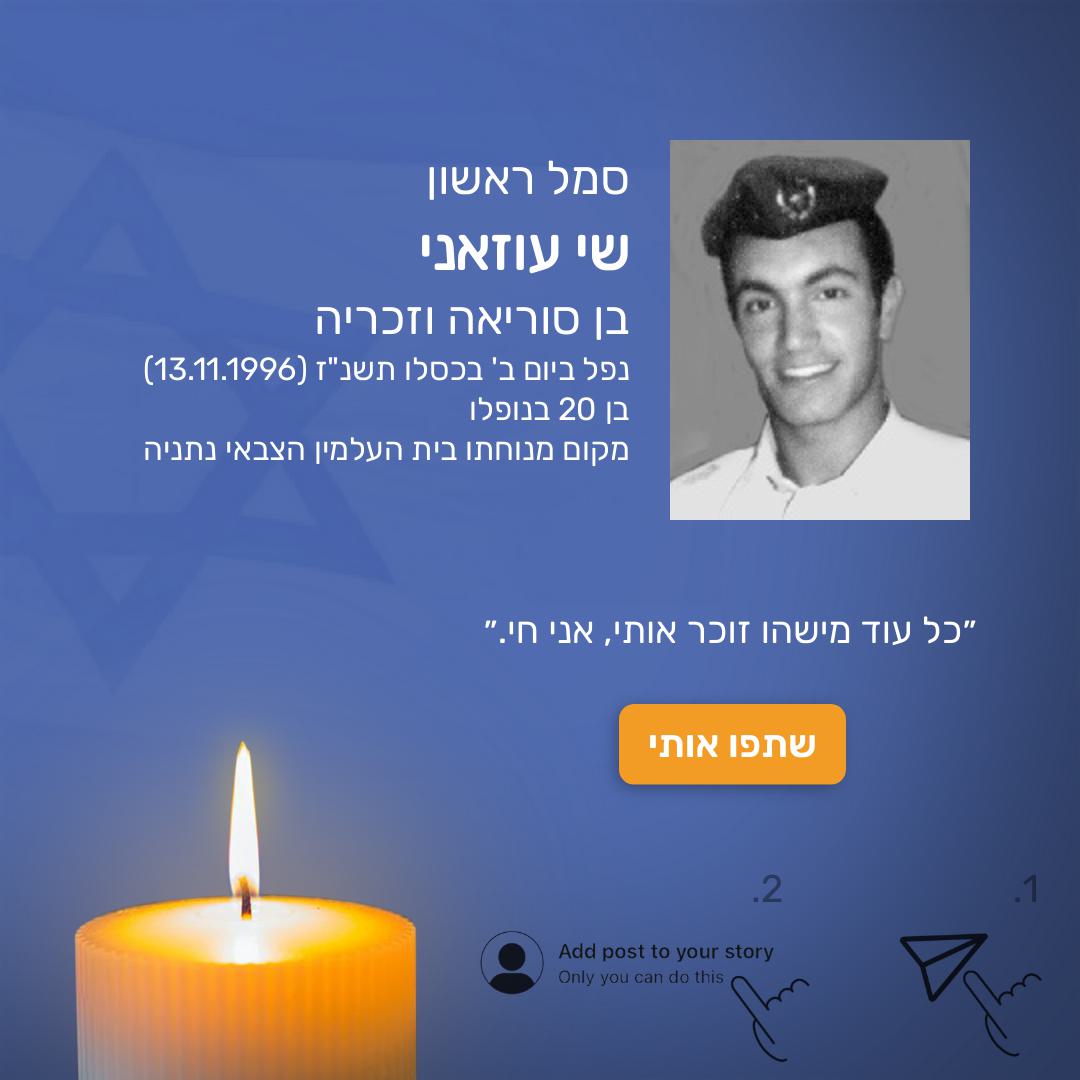 סמל ראשון
שי עוזאני
בן סוריאה וזכריה
נפל ביום ב' בכסלו תשנ"ז (13.11.1996)
בן 20 בנופלו
מקום מנוחתו בית העלמין הצבאי נתניה
״כל עוד מישהו זוכר אותי, אני חי.״
שתפו אותי
.1
.2
Add post to your story
Only you can do this